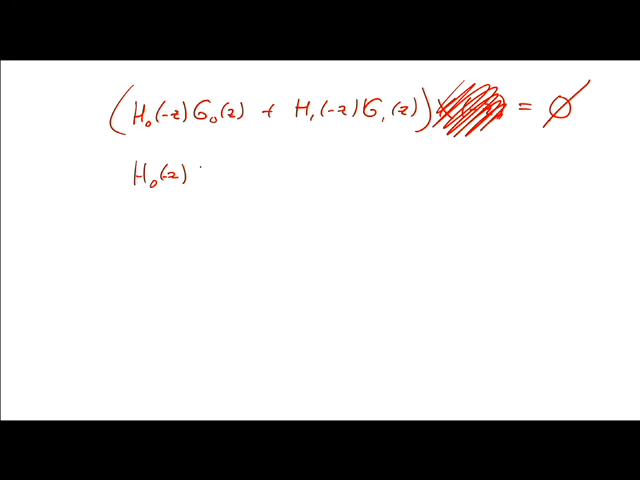 (H₀(-z)G₀(z) + H₁(-z)G₁(z)) = 0
H₀(-z)